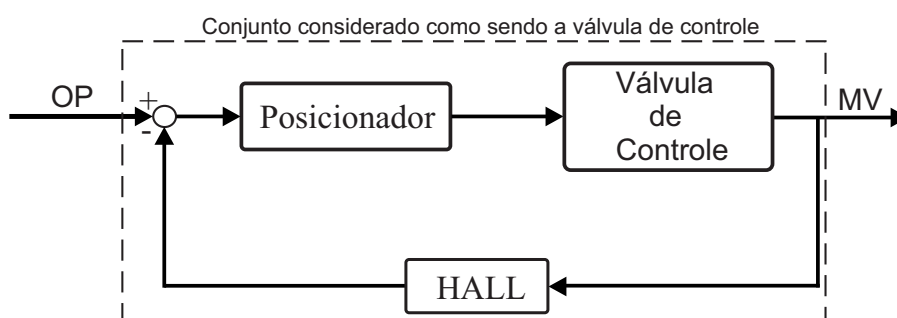 Conjunto considerado como sendo a válvula de controle
OP
+
-
Posicionador
Válvula
de
Controle
MV
HALL